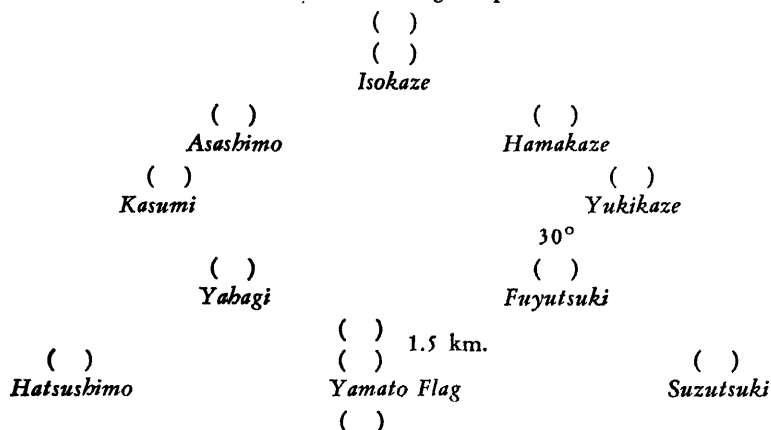 ( )
( )
Isokaze
( ) ( )
Asashimo Hamakaze
( ) ( )
Kasumi Yukikaze
30°
( ) ( )
Yahagi Fuyutsuki
( ) 1.5 km.
( ) ( ) ( )
Hatsushimo Yamato Flag Suzutsuki
( )